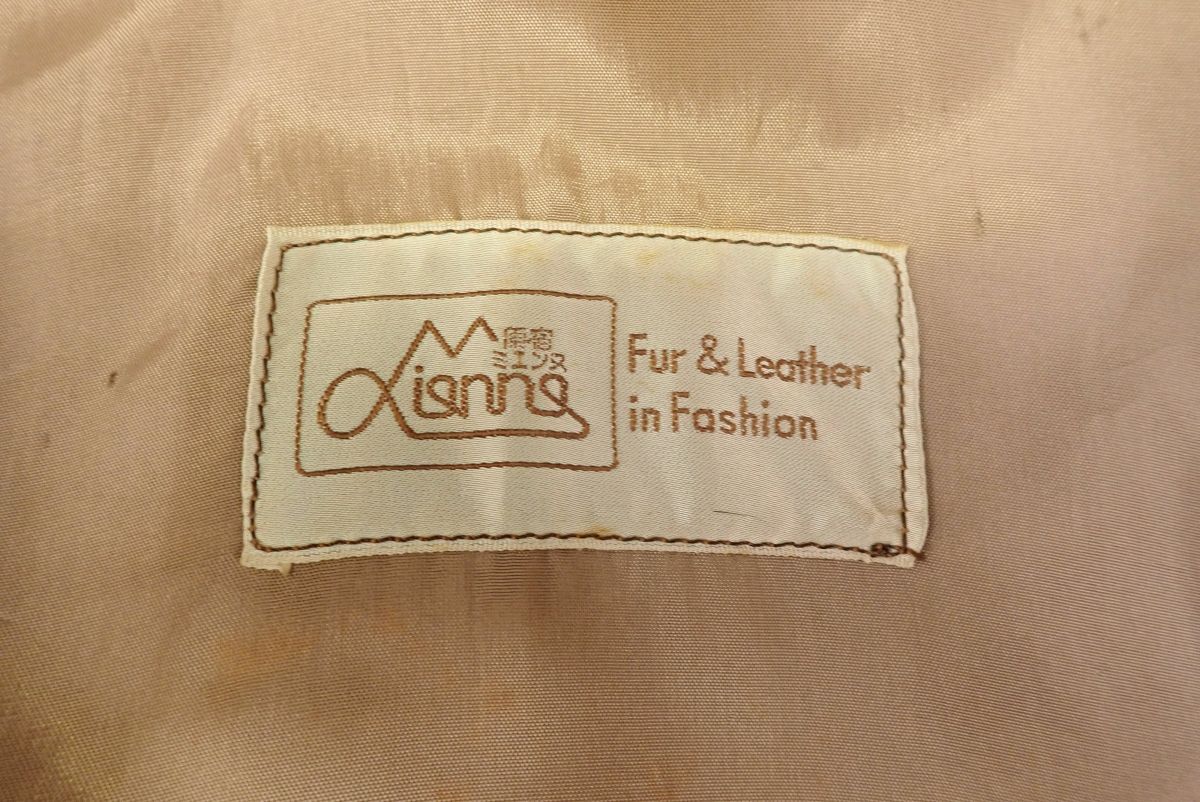 原宿
ミエンヌ
Mienne
Fur & Leather
in Fashion